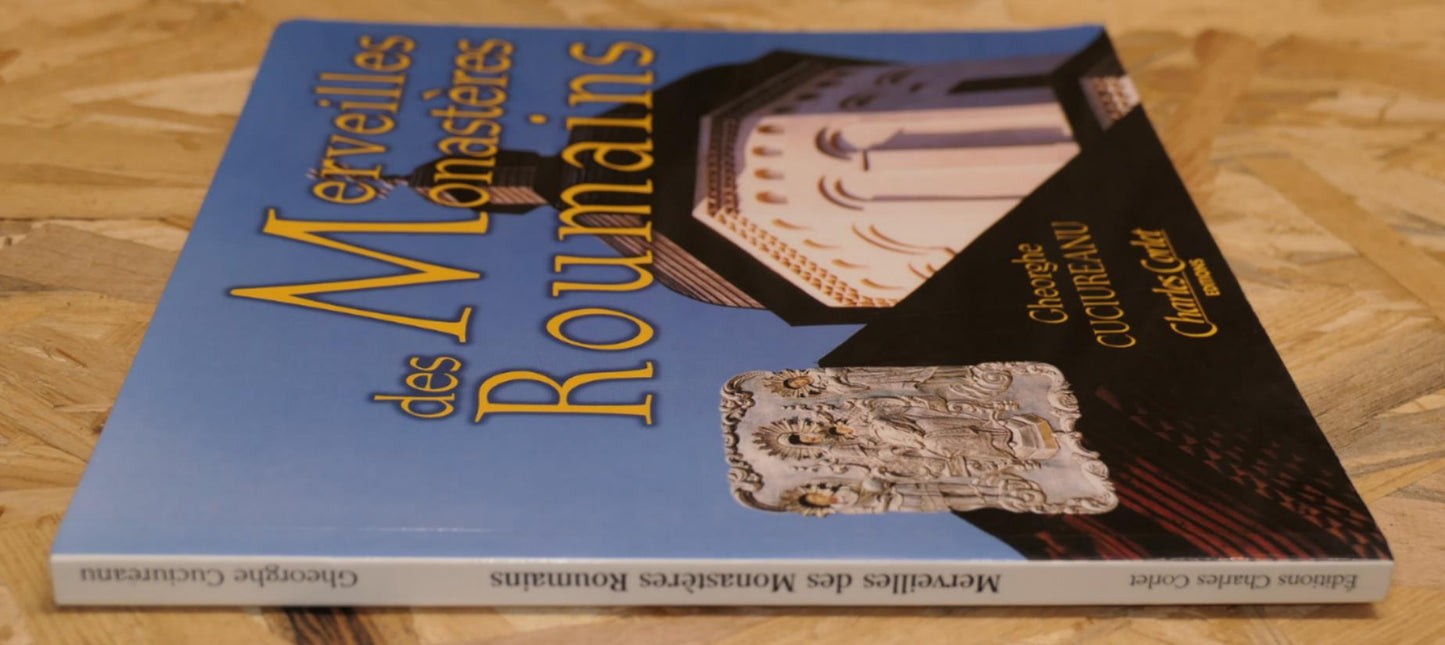 Merveilles
des Monastères
Roumains
Gheorghe
CUCIUREANU
Charles Corlet
EDITIONS
Gheorghe Cuciureanu
Merveilles des Monastères Roumains
Éditions Charles Corlet